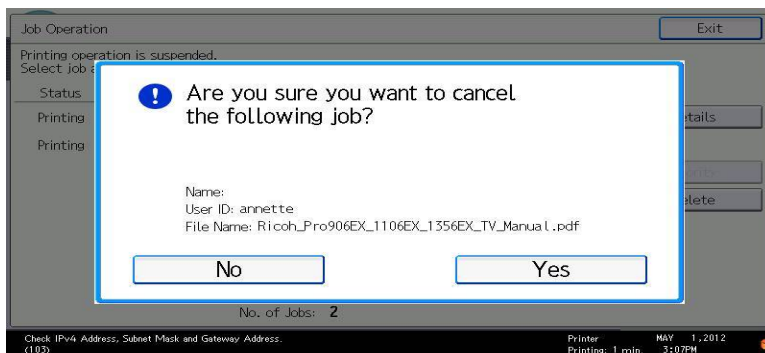 Job Operation
Exit
Printing operation is suspended.
Select job a
Status
Printing
etails
Printing
Are you sure you want to cancel
the following job?
Name:
User ID: annette
File Name: Ricoh_Pro906EX_1106EX_1356EX_TV_Manual.pdf
elete
No
Yes
No. of Jobs: 2
Check IPv4 Address, Subnet Mask and Gateway Address.
(103)
Printer
Printing: 1 min.
MAY 1,2012
3:07PM